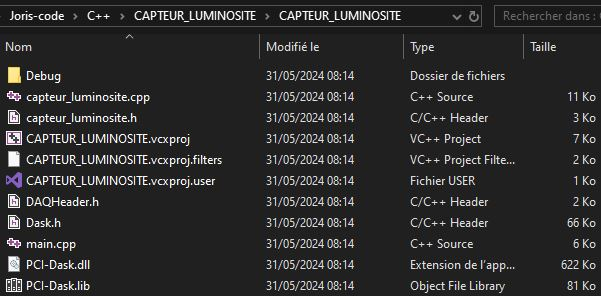 Joris-code > C++ > CAPTEUR_LUMINOSITE > CAPTEUR_LUMINOSITE Rechercher dans :
Nom Modifié le Type Taille
Debug 31/05/2024 08:14 Dossier de fichiers
capteur_luminosite.cpp 31/05/2024 08:14 C++ Source 11 Ko
capteur_luminosite.h 31/05/2024 08:14 C/C++ Header 3 Ko
CAPTEUR_LUMINOSITE.vcxproj 31/05/2024 08:14 VC++ Project 7 Ko
CAPTEUR_LUMINOSITE.vcxproj.filters 31/05/2024 08:14 VC++ Project Filte... 2 Ko
CAPTEUR_LUMINOSITE.vcxproj.user 31/05/2024 08:14 Fichier USER 1 Ko
DAQHeader.h 31/05/2024 08:14 C/C++ Header 2 Ko
Dask.h 31/05/2024 08:14 C/C++ Header 66 Ko
main.cpp 31/05/2024 08:14 C++ Source 6 Ko
PCI-Dask.dll 31/05/2024 08:14 Extension de l'app... 622 Ko
PCI-Dask.lib 31/05/2024 08:14 Object File Library 81 Ko